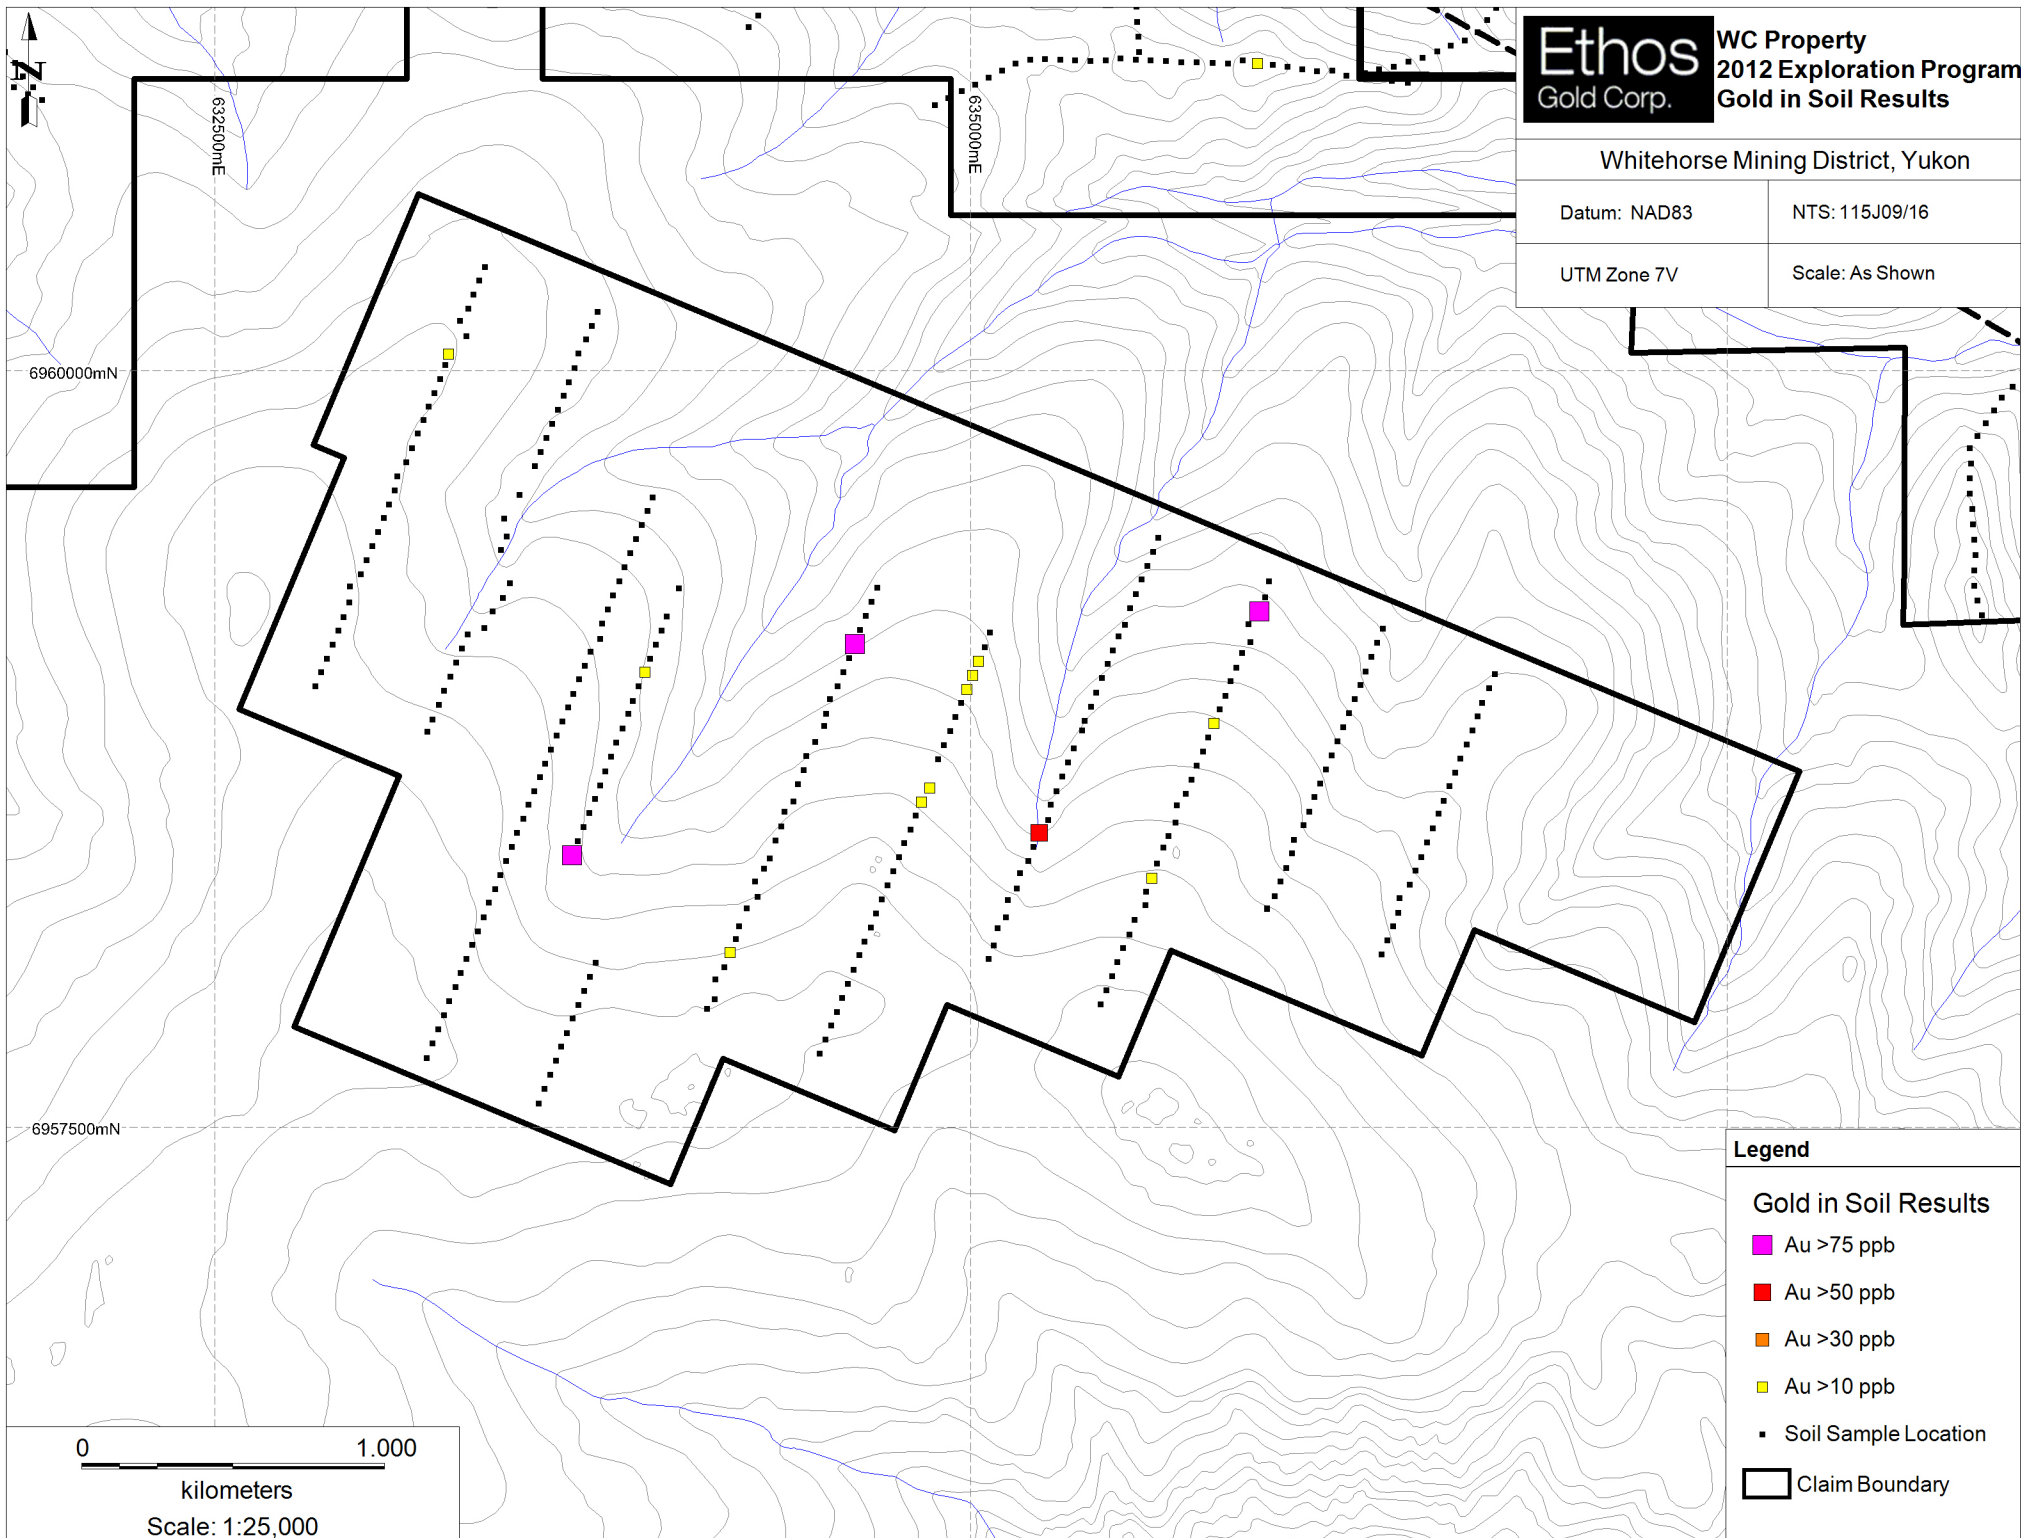 N
Ethos
Gold Corp.
WC Property
2012 Exploration Program
Gold in Soil Results
Whitehorse Mining District, Yukon
Datum: NAD83
NTS: 115J09/16
UTM Zone 7V
Scale: As Shown
632500mE
635000mE
6960000mN
6957500mN
Legend
Gold in Soil Results
Au >75 ppb
Au >50 ppb
Au >30 ppb
Au >10 ppb
Soil Sample Location
Claim Boundary
0 1.000
kilometers
Scale: 1:25,000